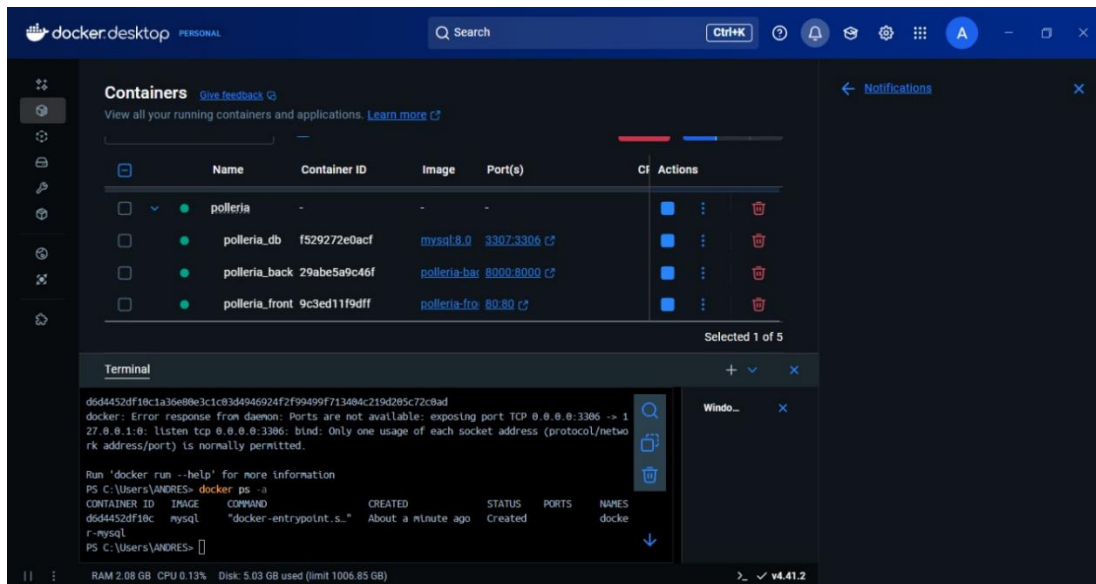 docker.desktop PERSONAL
Search
Ctrl+K
A
Containers Give feedback
View all your running containers and applications. Learn more
Notifications
Name Container ID Image Port(s) CP Actions
polleria - - -
polleria_db f529272e0acf mysql:8.0 3307:3306
polleria_back 29abe5a9c46f polleria-bac 8000:8000
polleria_front 9c3ed11f9dff polleria-fro 80:80
Selected 1 of 5
Terminal
Windo...
d6d4452df10c1a36e00e3c1c03d4946924f2f99499f713404c219d205c72c0ad
docker: Error response from daemon: Ports are not available: exposing port TCP 0.0.0.0:3306 -> 1
27.0.0.1:0: listen tcp 0.0.0.0:3306: bind: Only one usage of each socket address (protocol/netwo
rk address/port) is normally permitted.
Run 'docker run --help' for more information
PS C:\Users\ANDRES> docker ps -a
CONTAINER ID IMAGE COMMAND CREATED STATUS PORTS NAMES
d6d4452df10c mysql "docker-entrypoint.s…" About a minute ago Created docke
r-mysql
PS C:\Users\ANDRES>
RAM 2.08 GB CPU 0.13% Disk: 5.03 GB used (limit 1006.85 GB)
>_ v4.41.2